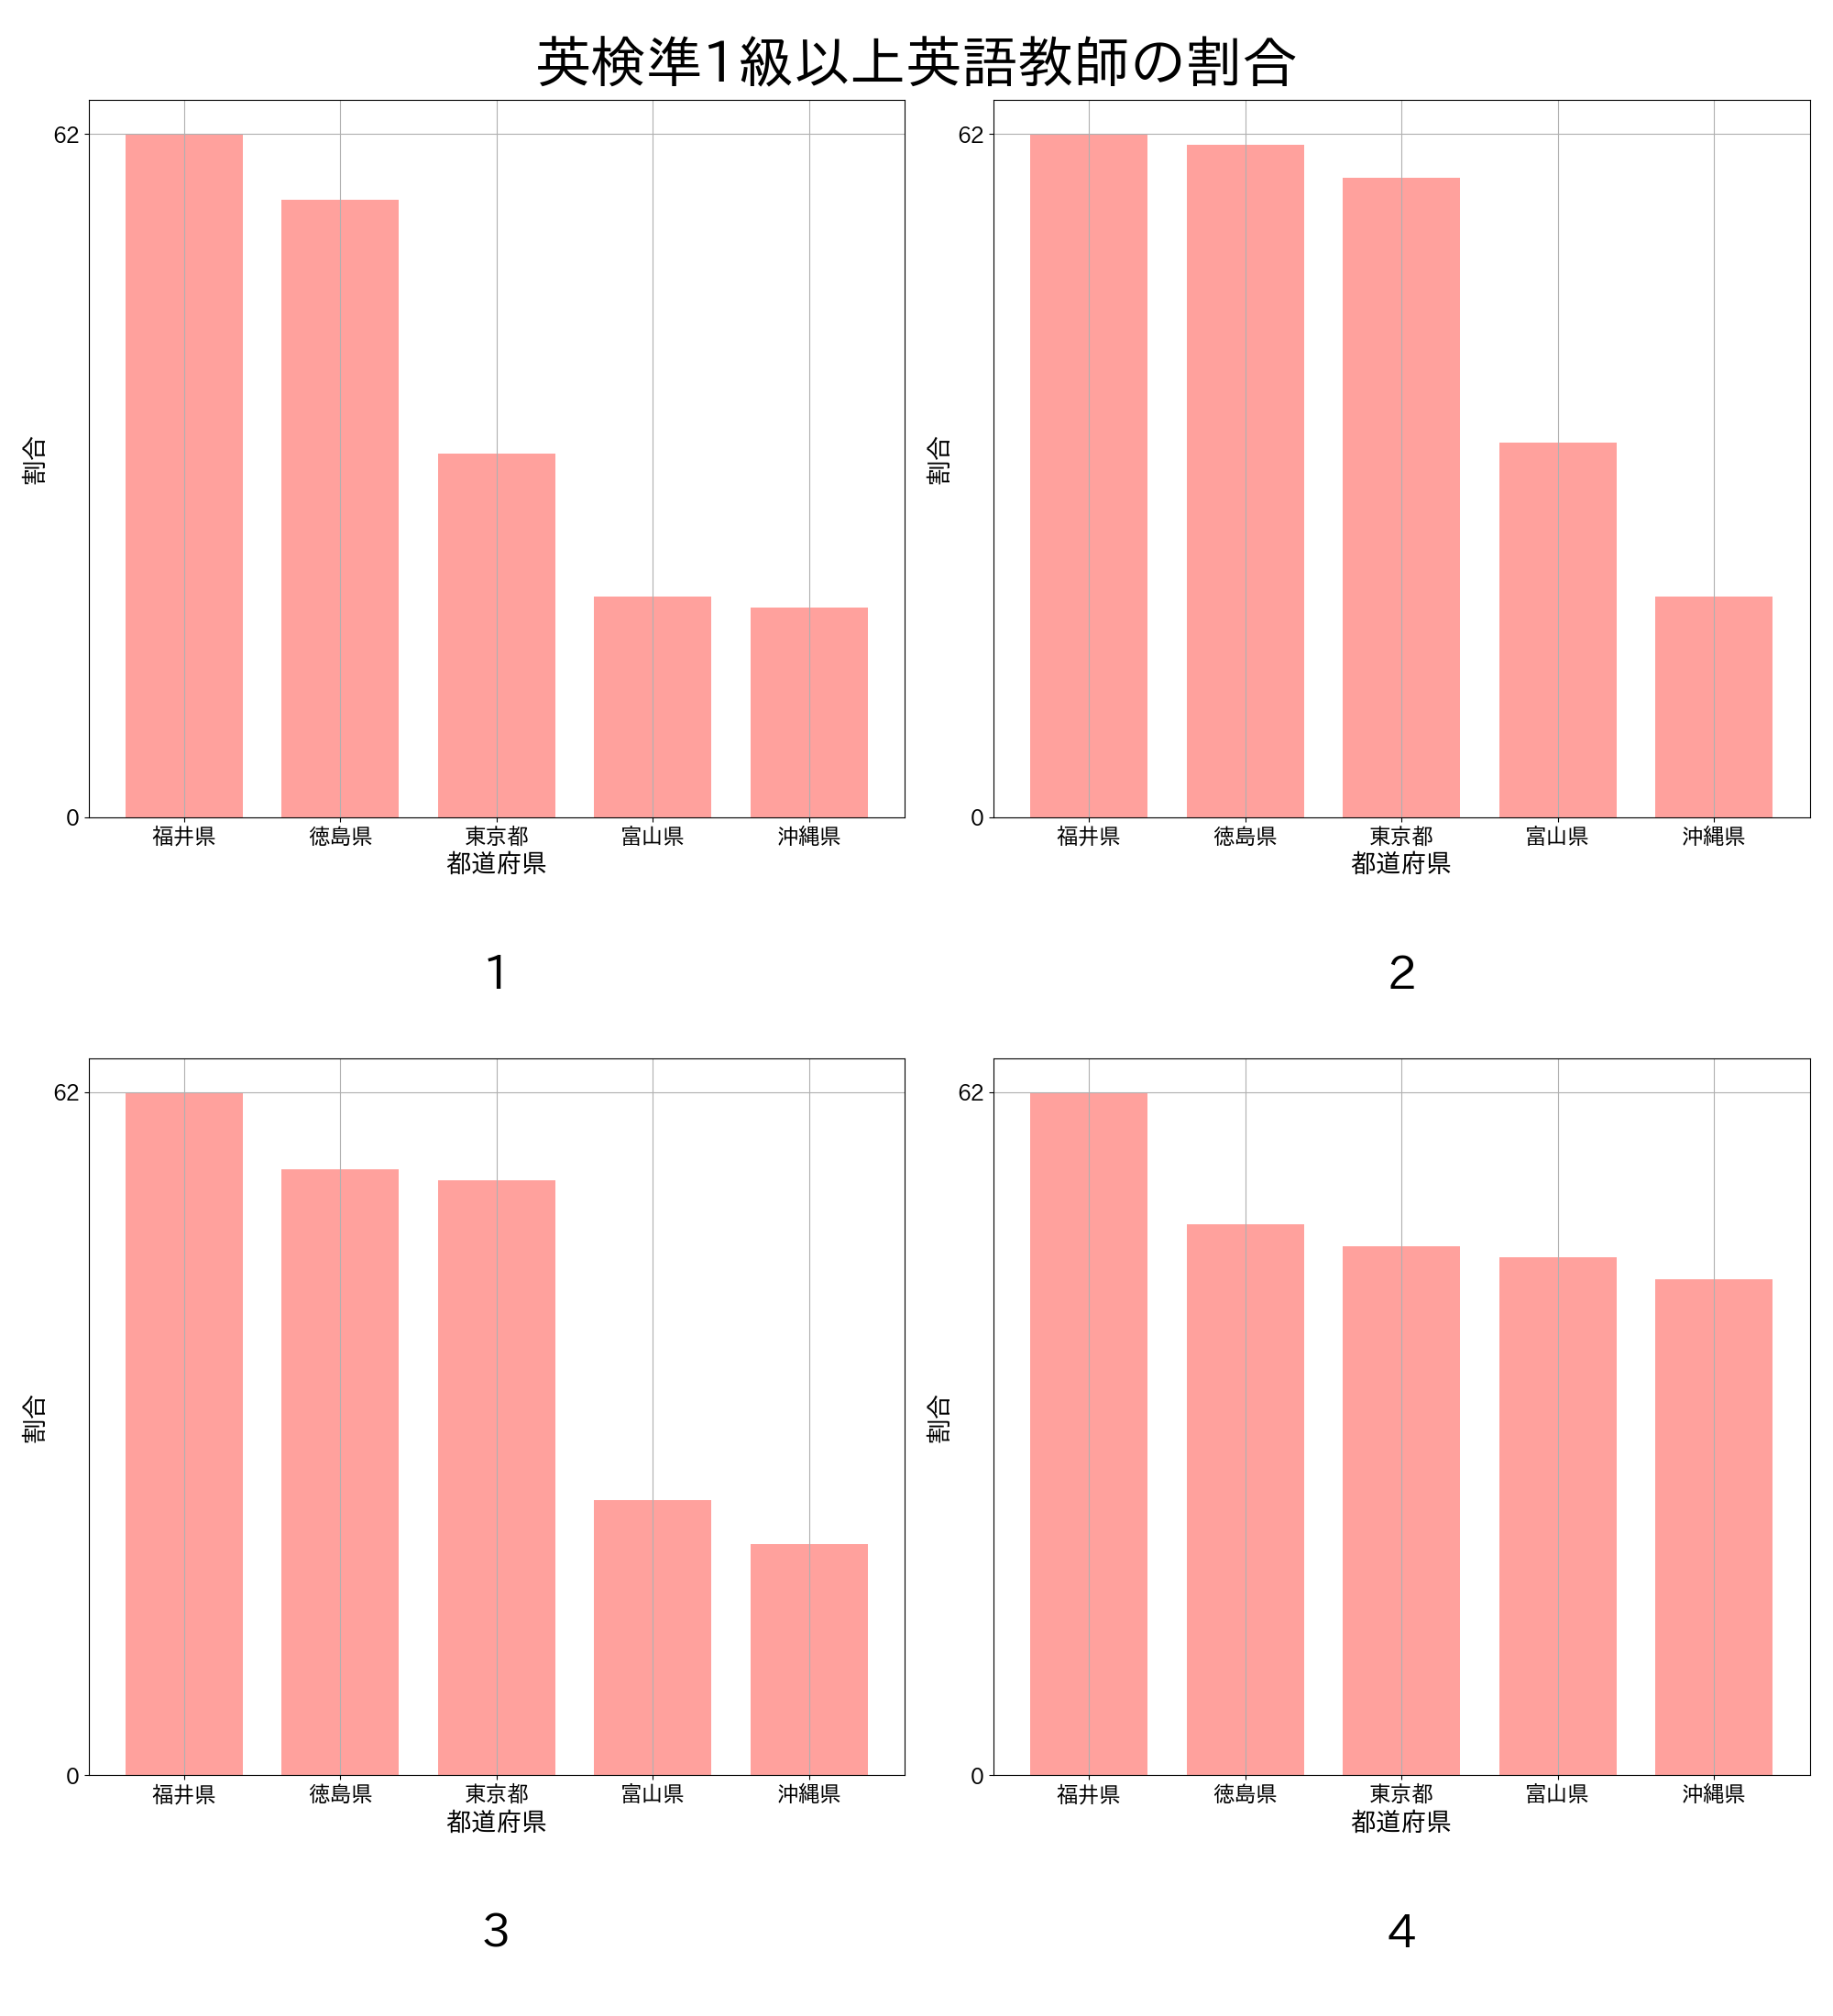 英検準1級以上英語教師の割合
62
割合
0
福井県 徳島県 東京都 富山県 沖縄県
都道府県
1
62
割合
0
福井県 徳島県 東京都 富山県 沖縄県
都道府県
2
62
割合
0
福井県 徳島県 東京都 富山県 沖縄県
都道府県
3
62
割合
0
福井県 徳島県 東京都 富山県 沖縄県
都道府県
4